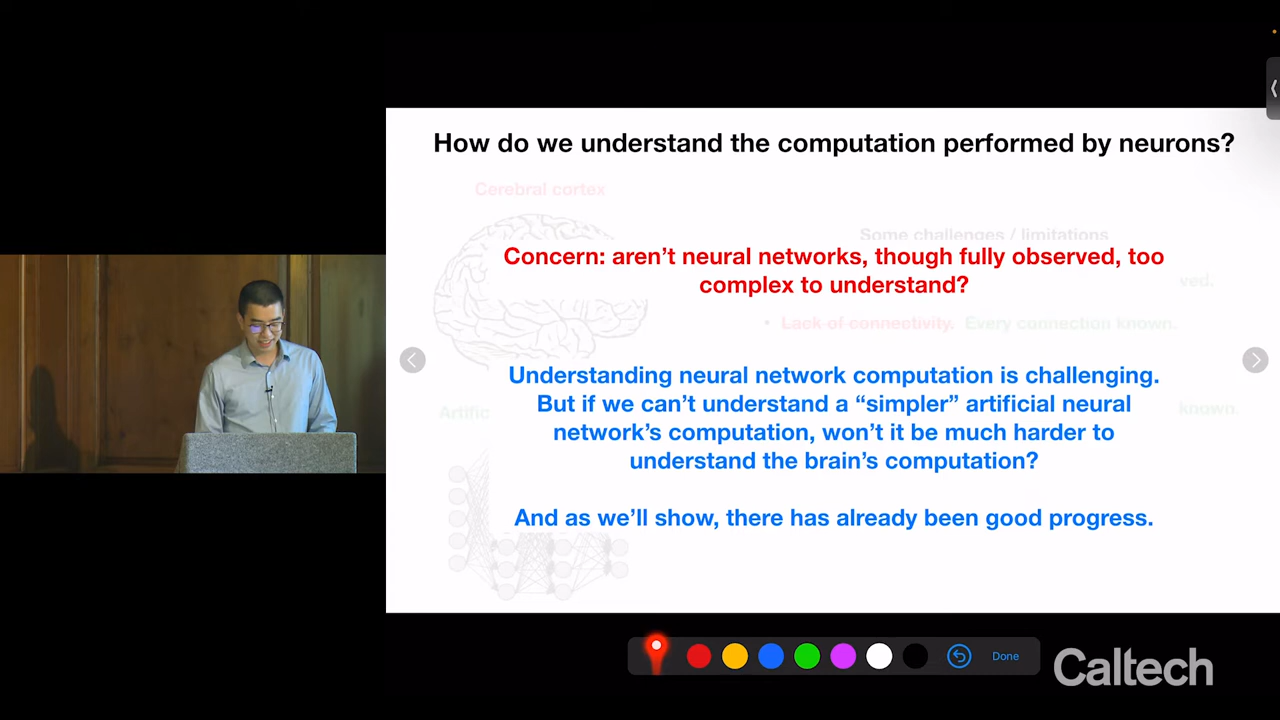 How do we understand the computation performed by neurons?
Cerebral cortex
Some challenges / limitations
Concern: aren't neural networks, though fully observed, too
complex to understand?
ved.
• Lack of connectivity. Every connection known.
Understanding neural network computation is challenging.
But if we can't understand a “simpler” artificial neural
network's computation, won't it be much harder to
understand the brain's computation?
Artific
known.
And as we'll show, there has already been good progress.
Done
Caltech